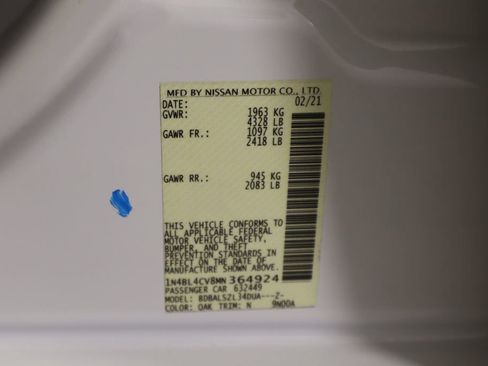 MFD BY NISSAN MOTOR CO., LTD.
DATE: 02/21
GVWR: 1963 KG
4328 LB
GAWR FR.: 1097 KG
2418 LB
GAWR RR.: 945 KG
2083 LB
THIS VEHICLE CONFORMS TO
ALL APPLICABLE FEDERAL
MOTOR VEHICLE SAFETY,
BUMPER, AND THEFT
PREVENTION STANDARDS IN
EFFECT ON THE DATE OF
MANUFACTURE SHOWN ABOVE.
1N4BL4CV8MN 364924
PASSENGER CAR 632449
MODEL: BDBALSZL34DUA---Z-
COLOR: QAK TRIM: N 9N00A